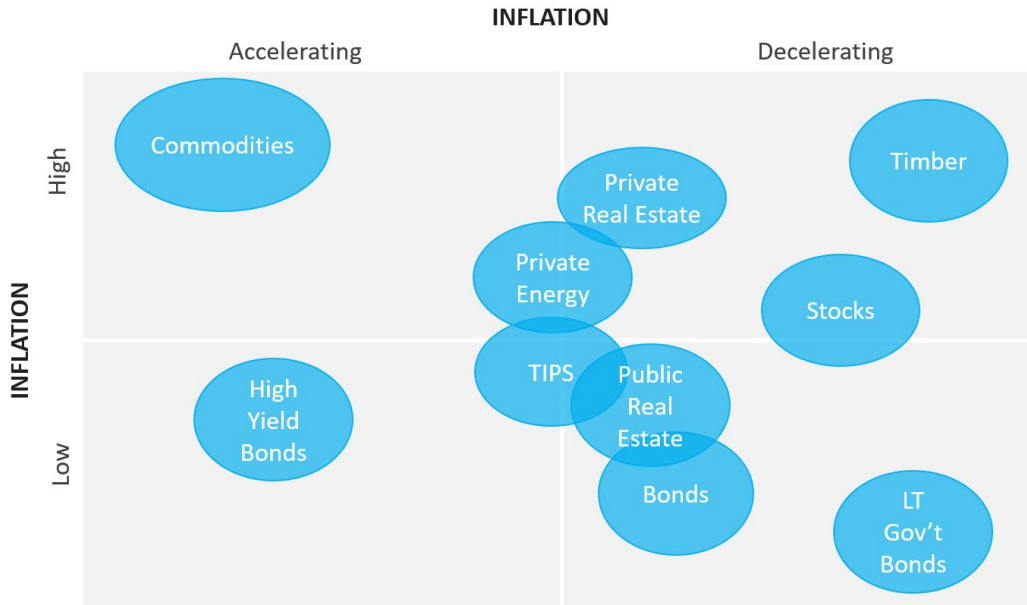 INFLATION
Accelerating
Decelerating
INFLATION
High
Low
Commodities
Timber
Private
Real Estate
Private
Energy
Stocks
TIPS
High
Yield
Bonds
Public
Real
Estate
Bonds
LT
Gov’t
Bonds